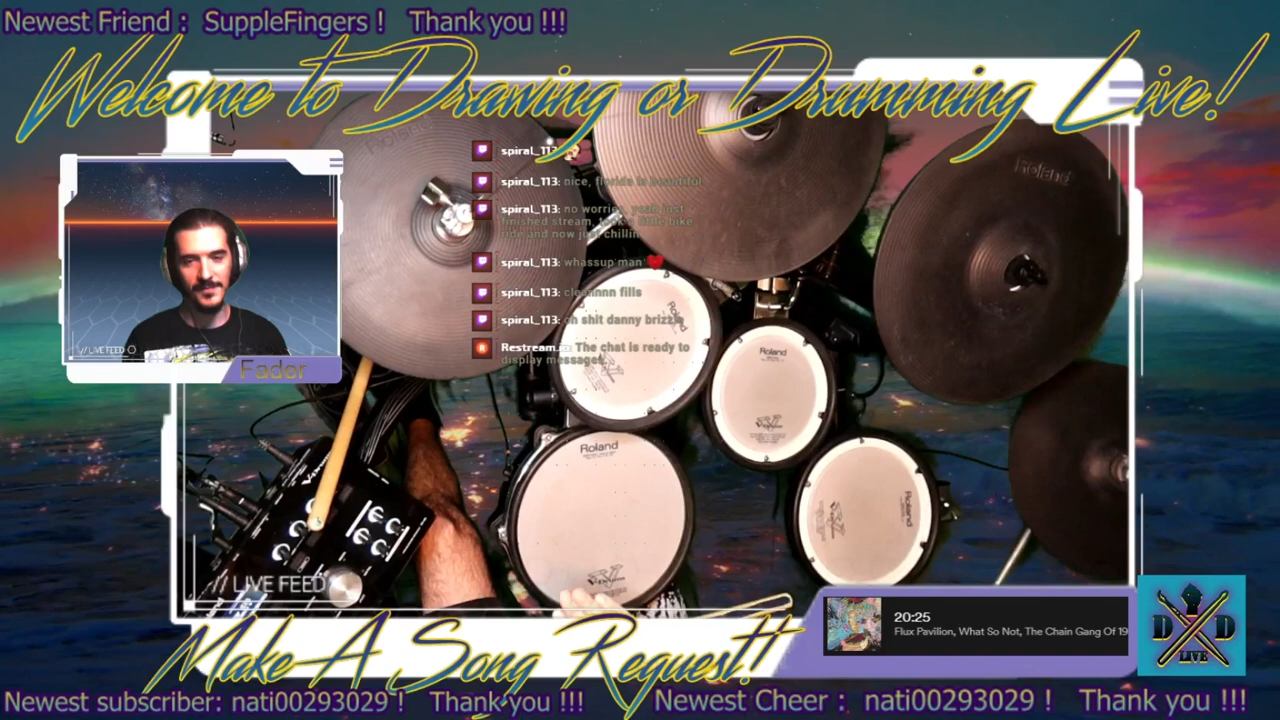 Newest Friend : SuppleFingers ! Thank you !!!
Welcome to Drawing or Drumming Live!
Roland
Roland
spiral_113:
spiral_113: nice, florida is beautiful
spiral_113: no worries, yeah just
finished stream, took a little bike
ride and now just chillin
spiral_113: whassup man
spiral_113: cleannnn fills
spiral_113: oh shit danny brizzle
Restream.io: The chat is ready to
display messages.
// LIVE FEED
Fader
Roland
Roland
Roland
Roland
// LIVE FEED
20:25
Flux Pavilion, What So Not, The Chain Gang Of 19
D D
LIVE
Make A Song Request!!
Newest subscriber: nati00293029 ! Thank you !!!
Newest Cheer : nati00293029 ! Thank you !!!